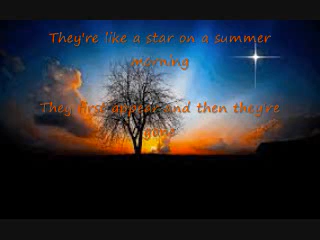 They're like a star on a summer
morning
They first appear and then they're
gone